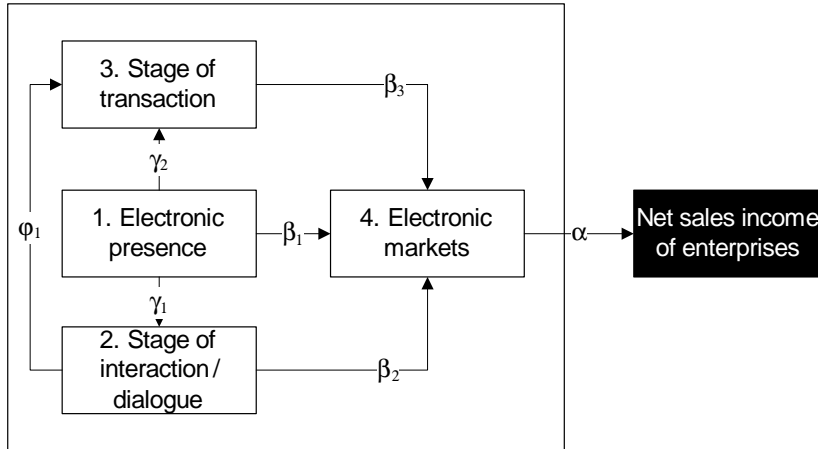 3. Stage of
transaction
β3
γ2
φ1
1. Electronic
presence
β1
4. Electronic
markets
α
Net sales income
of enterprises
γ1
2. Stage of
interaction /
dialogue
β2